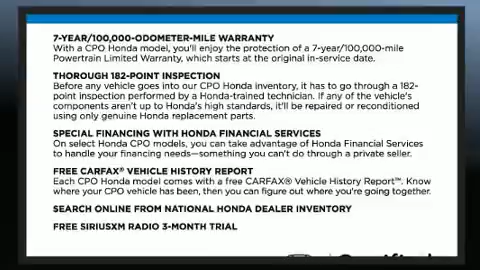 7-YEAR/100,000-ODOMETER-MILE WARRANTY
With a CPO Honda model, you'll enjoy the protection of a 7-year/100,000-mile
Powertrain Limited Warranty, which starts at the original in-service date.
THOROUGH 182-POINT INSPECTION
Before any vehicle goes into our CPO Honda inventory, it has to go through a 182-
point inspection performed by a Honda-trained technician. If any of the vehicle's
components aren't up to Honda's high standards, it'll be repaired or reconditioned
using only genuine Honda replacement parts.
SPECIAL FINANCING WITH HONDA FINANCIAL SERVICES
On select Honda CPO models, you can take advantage of Honda Financial Services
to handle your financing needs—something you can't do through a private seller.
FREE CARFAX® VEHICLE HISTORY REPORT
Each CPO Honda model comes with a free CARFAX® Vehicle History Report™. Know
where your CPO vehicle has been, then you can figure out where you're going together.
SEARCH ONLINE FROM NATIONAL HONDA DEALER INVENTORY
FREE SIRIUSXM RADIO 3-MONTH TRIAL